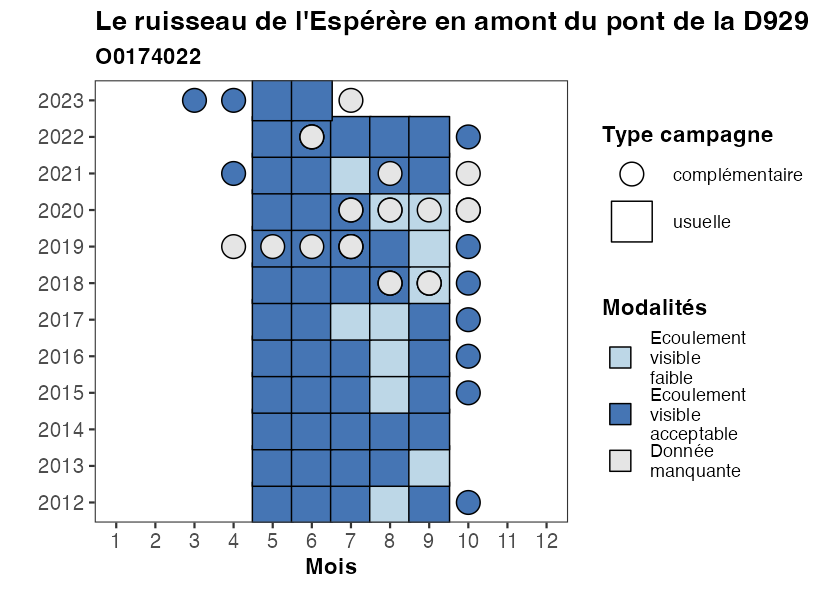 Le ruisseau de l'Espérère en amont du pont de la D929
O0174022
2023
2022
2021
2020
2019
2018
2017
2016
2015
2014
2013
2012
1 2 3 4 5 6 7 8 9 10 11 12
Mois
Type campagne
complémentaire
usuelle
Modalités
Ecoulement
visible
faible
Ecoulement
visible
acceptable
Donnée
manquante